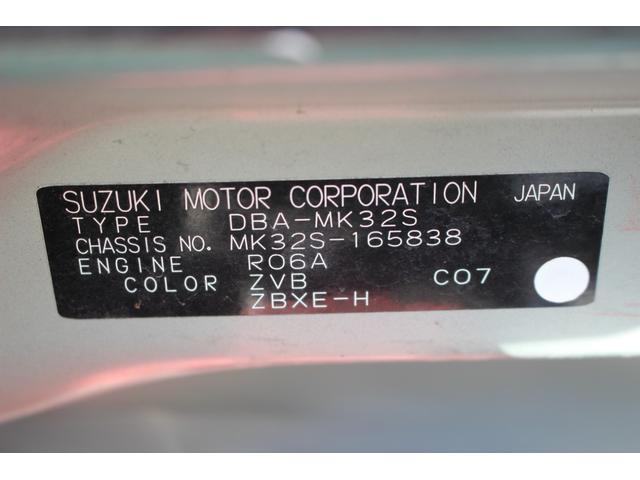 SUZUKI MOTOR CORPORATION JAPAN
TYPE DBA-MK32S
CHASSIS NO. MK32S-165838
ENGINE R06A
COLOR ZVB C07
ZBXE-H